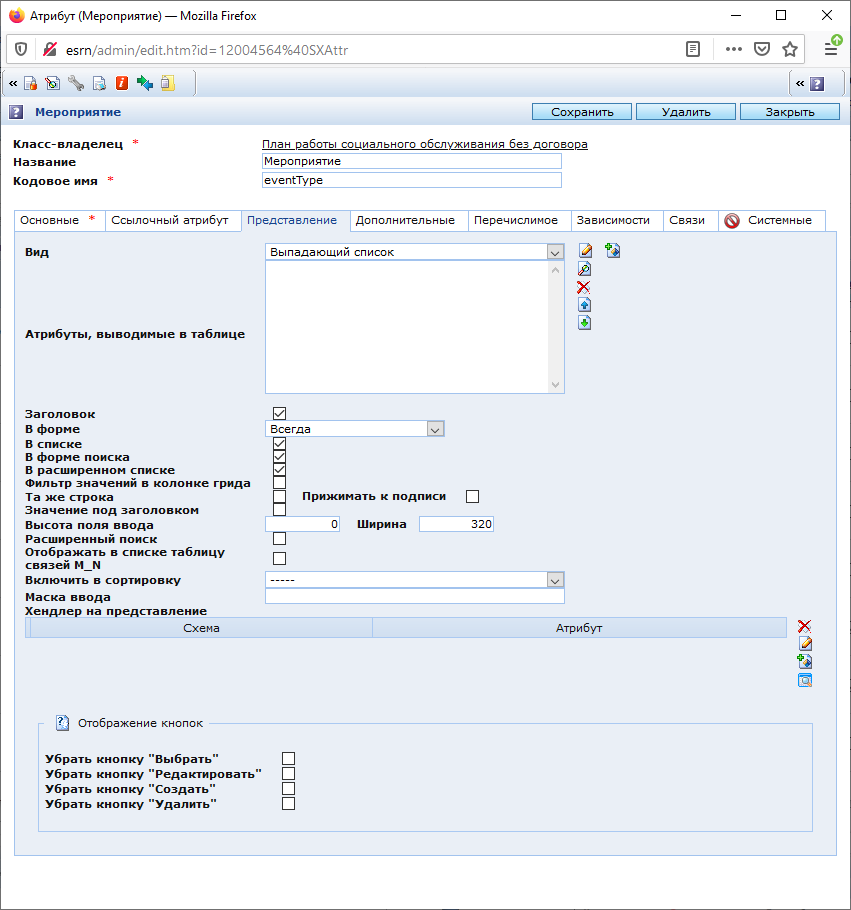 Атрибут (Мероприятие) — Mozilla Firefox
esrn/admin/edit.htm?id=12004564%40SXAttr
« «
Мероприятие Сохранить Удалить Закрыть
Класс-владелец * План работы социального обслуживания без договора
Название Мероприятие
Кодовое имя * eventType
Основные * Ссылочный атрибут Представление Дополнительные Перечислимое Зависимости Связи Системные
Вид Выпадающий список
Атрибуты, выводимые в таблице
Заголовок
В форме Всегда
В списке
В форме поиска
В расширенном списке
Фильтр значений в колонке грида
Та же строка Прижимать к подписи
Значение под заголовком
Высота поля ввода 0 Ширина 320
Расширенный поиск
Отображать в списке таблицу
связей M_N
Включить в сортировку -----
Маска ввода
Хендлер на представление
Схема Атрибут
Отображение кнопок
Убрать кнопку "Выбрать"
Убрать кнопку "Редактировать"
Убрать кнопку "Создать"
Убрать кнопку "Удалить"